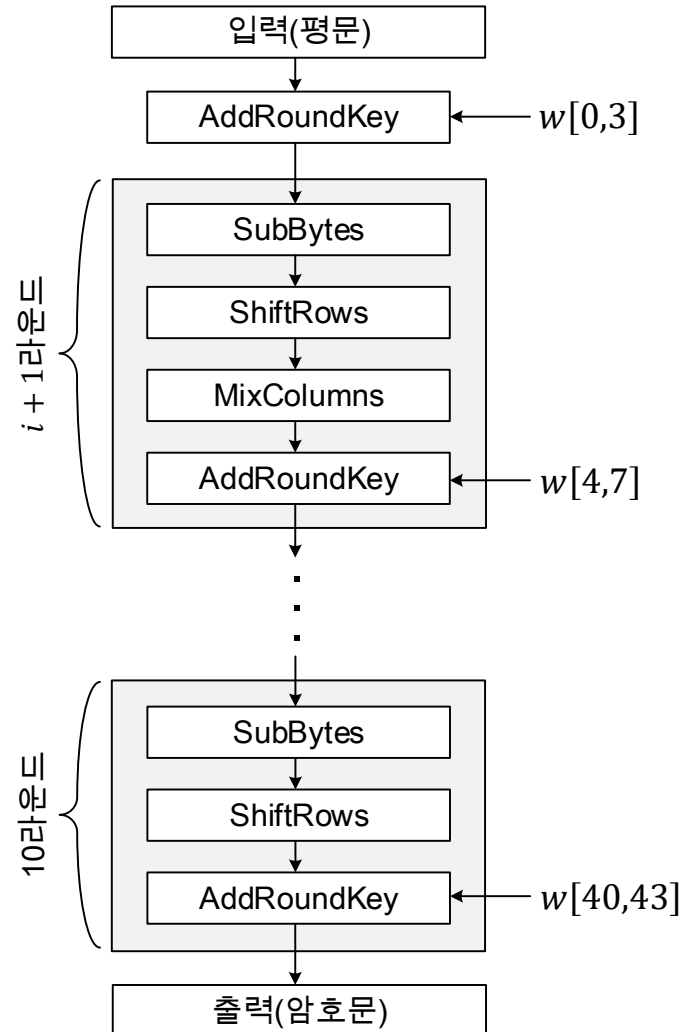 입력(평문)
AddRoundKey
w[0,3]
i + 1라운드
SubBytes
ShiftRows
MixColumns
AddRoundKey
w[4,7]
10라운드
SubBytes
ShiftRows
AddRoundKey
w[40,43]
출력(암호문)